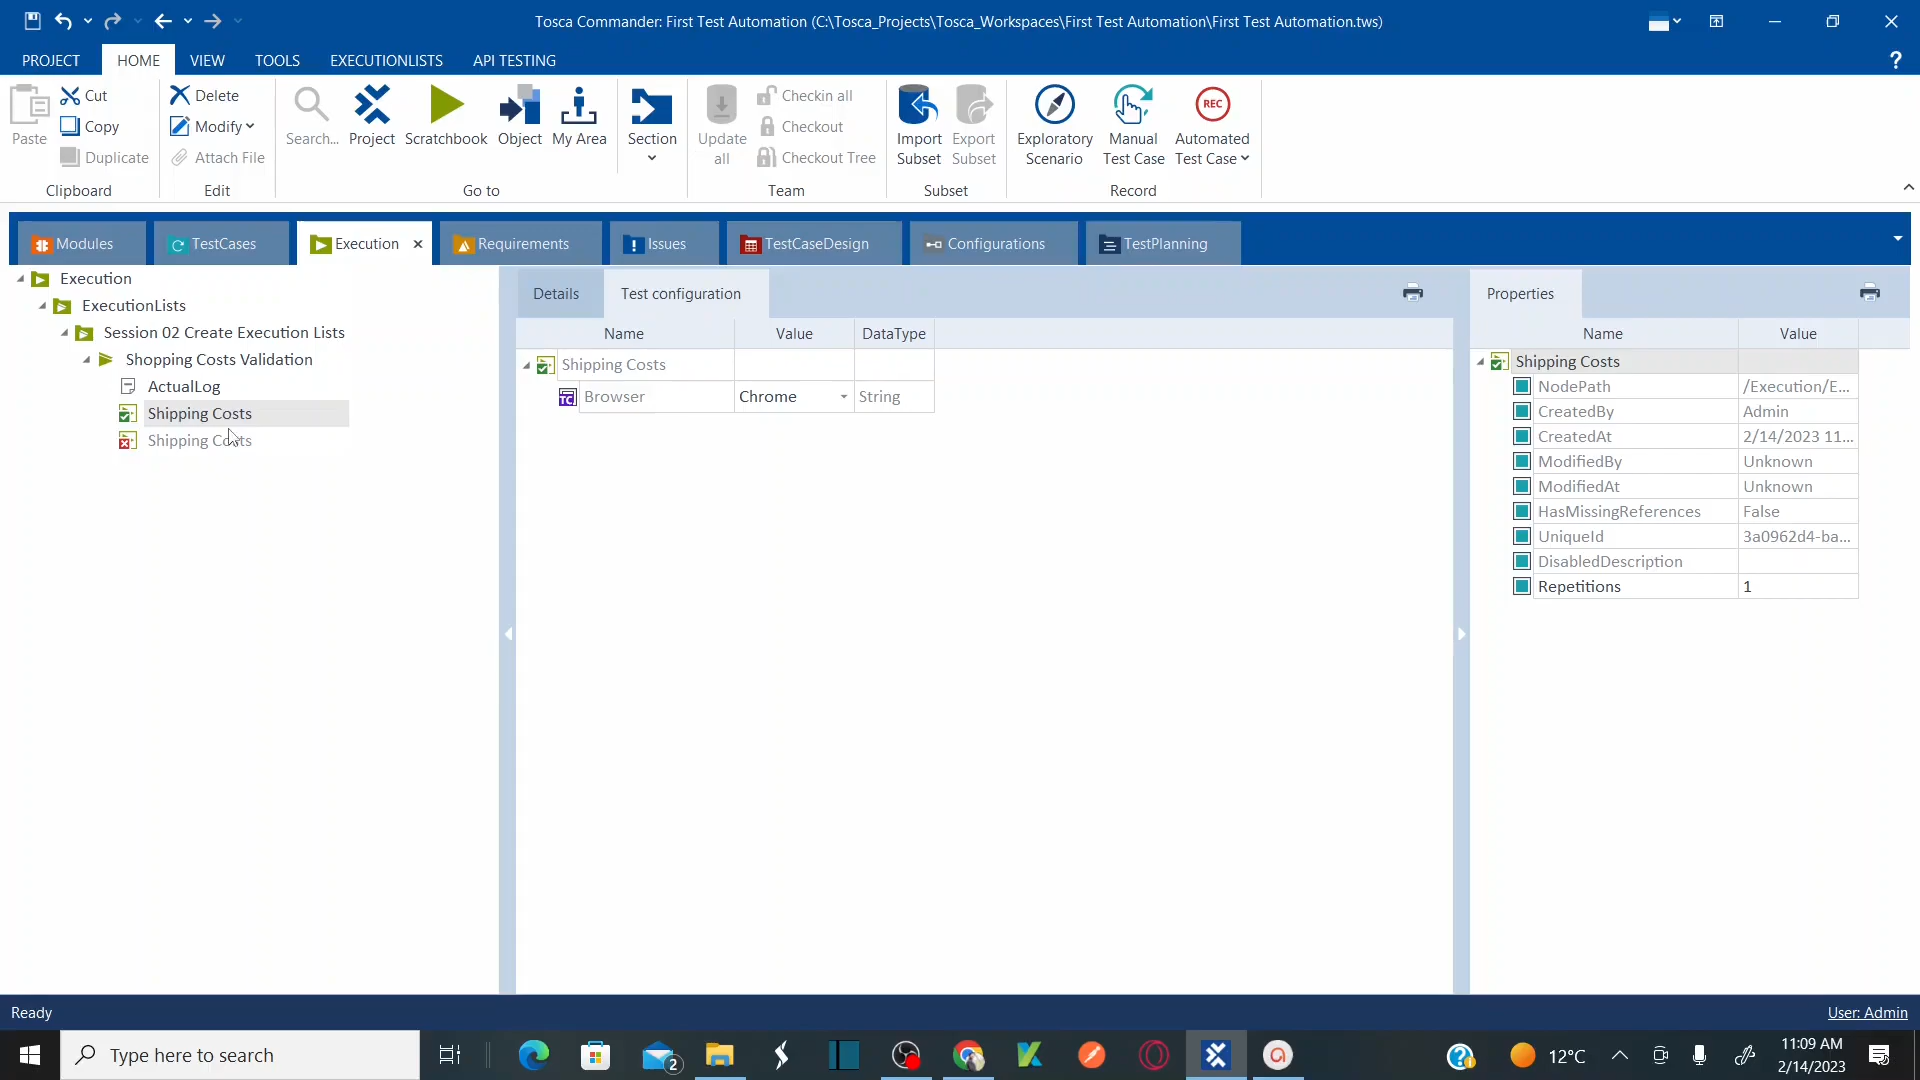 Tosca Commander: First Test Automation (C:\Tosca_Projects\Tosca_Workspaces\First Test Automation\First Test Automation.tws)
PROJECT HOME VIEW TOOLS EXECUTIONLISTS API TESTING ?
Paste
Cut
Copy
Duplicate
Clipboard
Delete
Modify
Attach File
Edit
Search... Project Scratchbook Object My Area Section
Go to
Update all
Checkin all
Checkout
Checkout Tree
Team
Import Subset
Export Subset
Subset
Exploratory Scenario
Manual Test Case
REC
Automated Test Case
Record
Modules TestCases Execution Requirements Issues TestCaseDesign Configurations TestPlanning
Execution
ExecutionLists
Session 02 Create Execution Lists
Shopping Costs Validation
ActualLog
Shipping Costs
Shipping Costs
Details Test configuration
Name Value DataType
Shipping Costs
TC Browser Chrome String
Properties
Name Value
Shipping Costs
NodePath /Execution/E...
CreatedBy Admin
CreatedAt 2/14/2023 11...
ModifiedBy Unknown
ModifiedAt Unknown
HasMissingReferences False
UniqueId 3a0962d4-ba...
DisabledDescription
Repetitions 1
Ready User: Admin
Type here to search
2
12°C
11:09 AM
2/14/2023